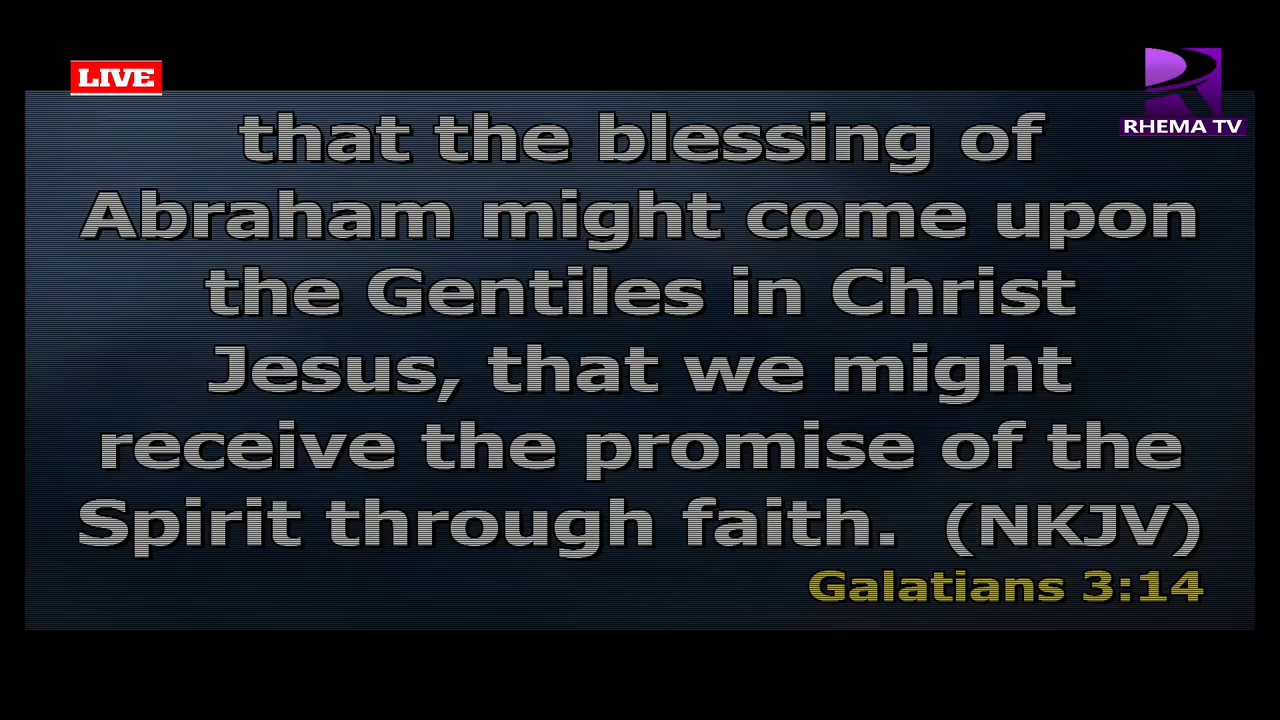 LIVE
RHEMA TV
that the blessing of
Abraham might come upon
the Gentiles in Christ
Jesus, that we might
receive the promise of the
Spirit through faith. (NKJV)
Galatians 3:14